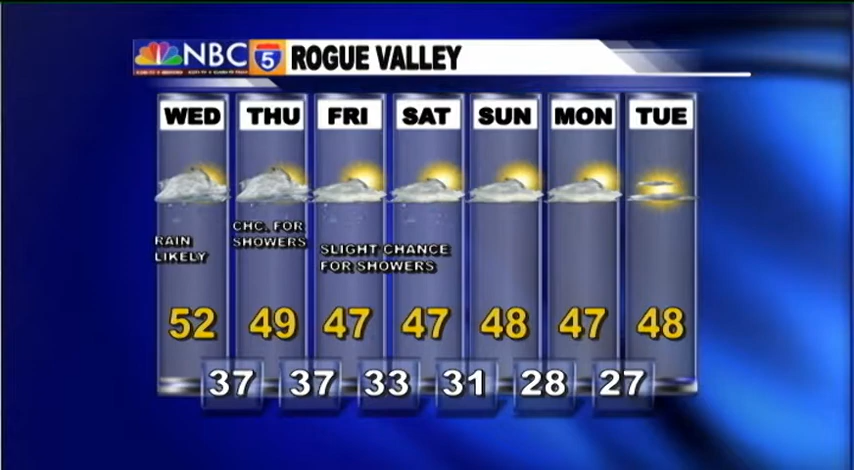 NBC 5 ROGUE VALLEY
WED THU FRI SAT SUN MON TUE
RAIN
LIKELY
CHC. FOR
SHOWERS
SLIGHT CHANCE
FOR SHOWERS
52 49 47 47 48 47 48
37 37 33 31 28 27